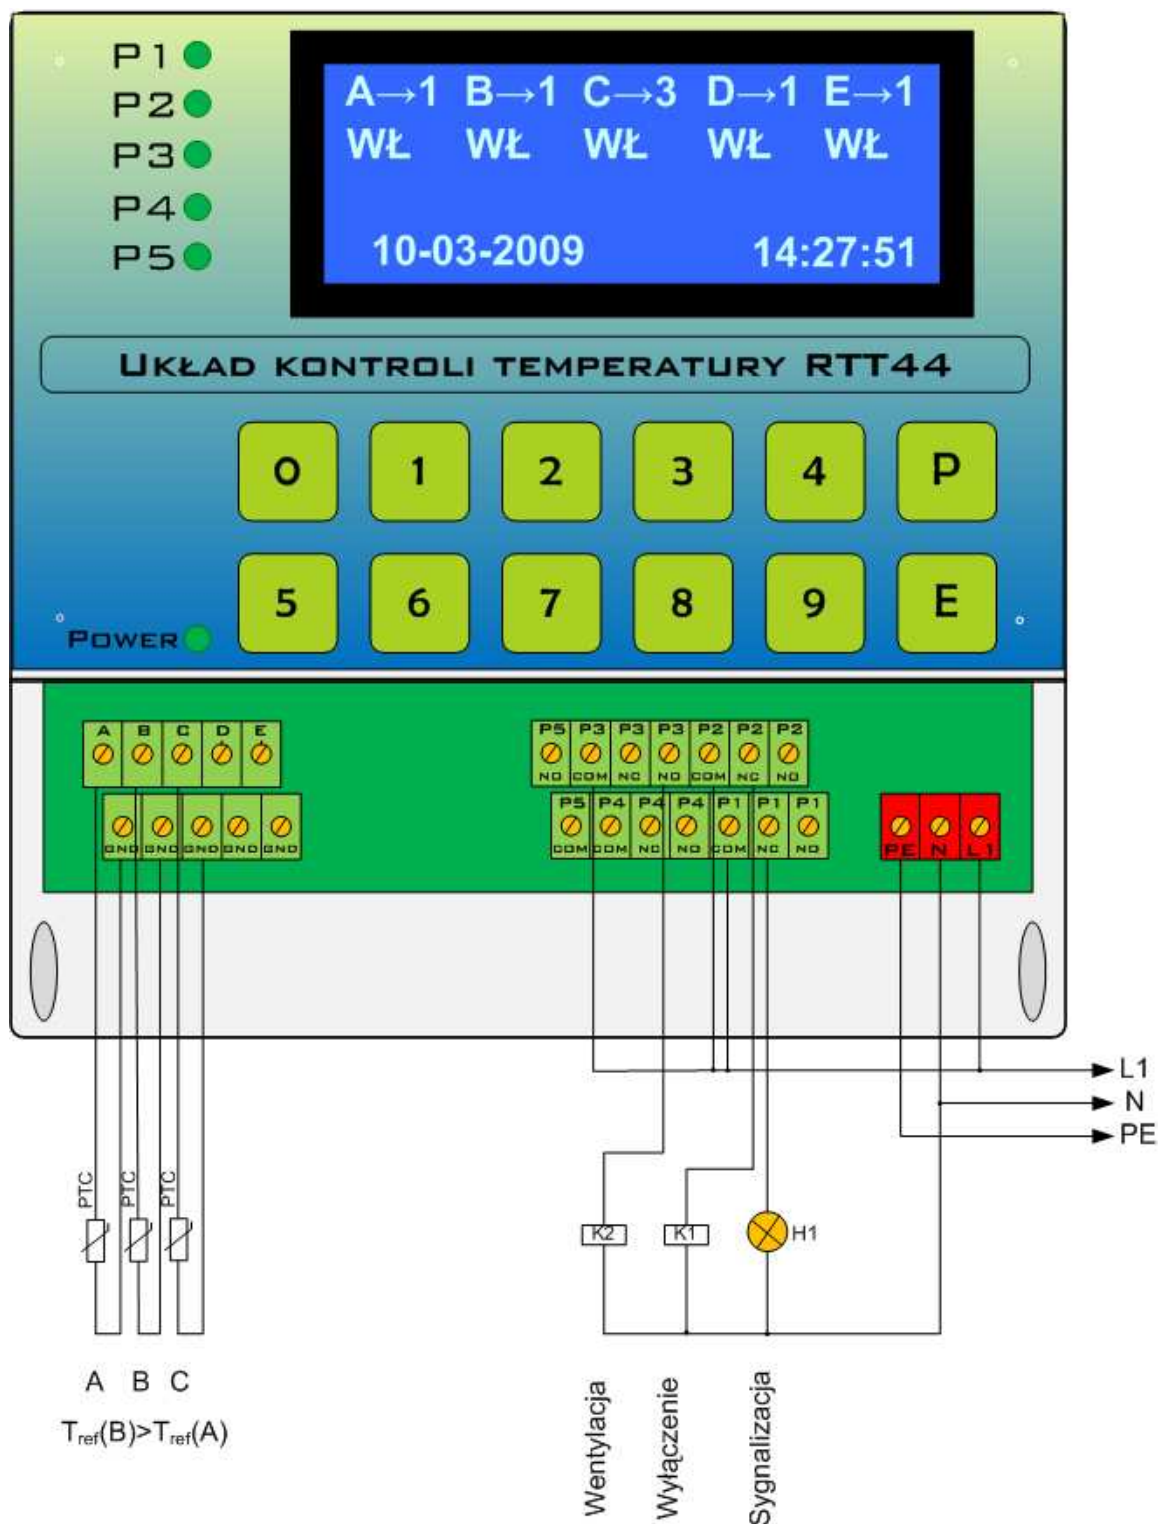 P1
P2
P3
P4
P5
A→1 B→1 C→3 D→1 E→1
WŁ WŁ WŁ WŁ WŁ
10-03-2009 14:27:51
UKŁAD KONTROLI TEMPERATURY RTT44
0 1 2 3 4 P
5 6 7 8 9 E
POWER
A B C D E
GND GND GND GND GND
P5 P3 P3 P3 P2 P2 P2
NO COM NC NO COM NC NO
P5 P4 P4 P4 P1 P1 P1
COM COM NC NO COM NC NO
PE N L1
L1
N
PE
PTC PTC PTC
K2 K1 H1
A B C
Tref(B)>Tref(A)
Wentylacja
Wyłączenie
Sygnalizacja